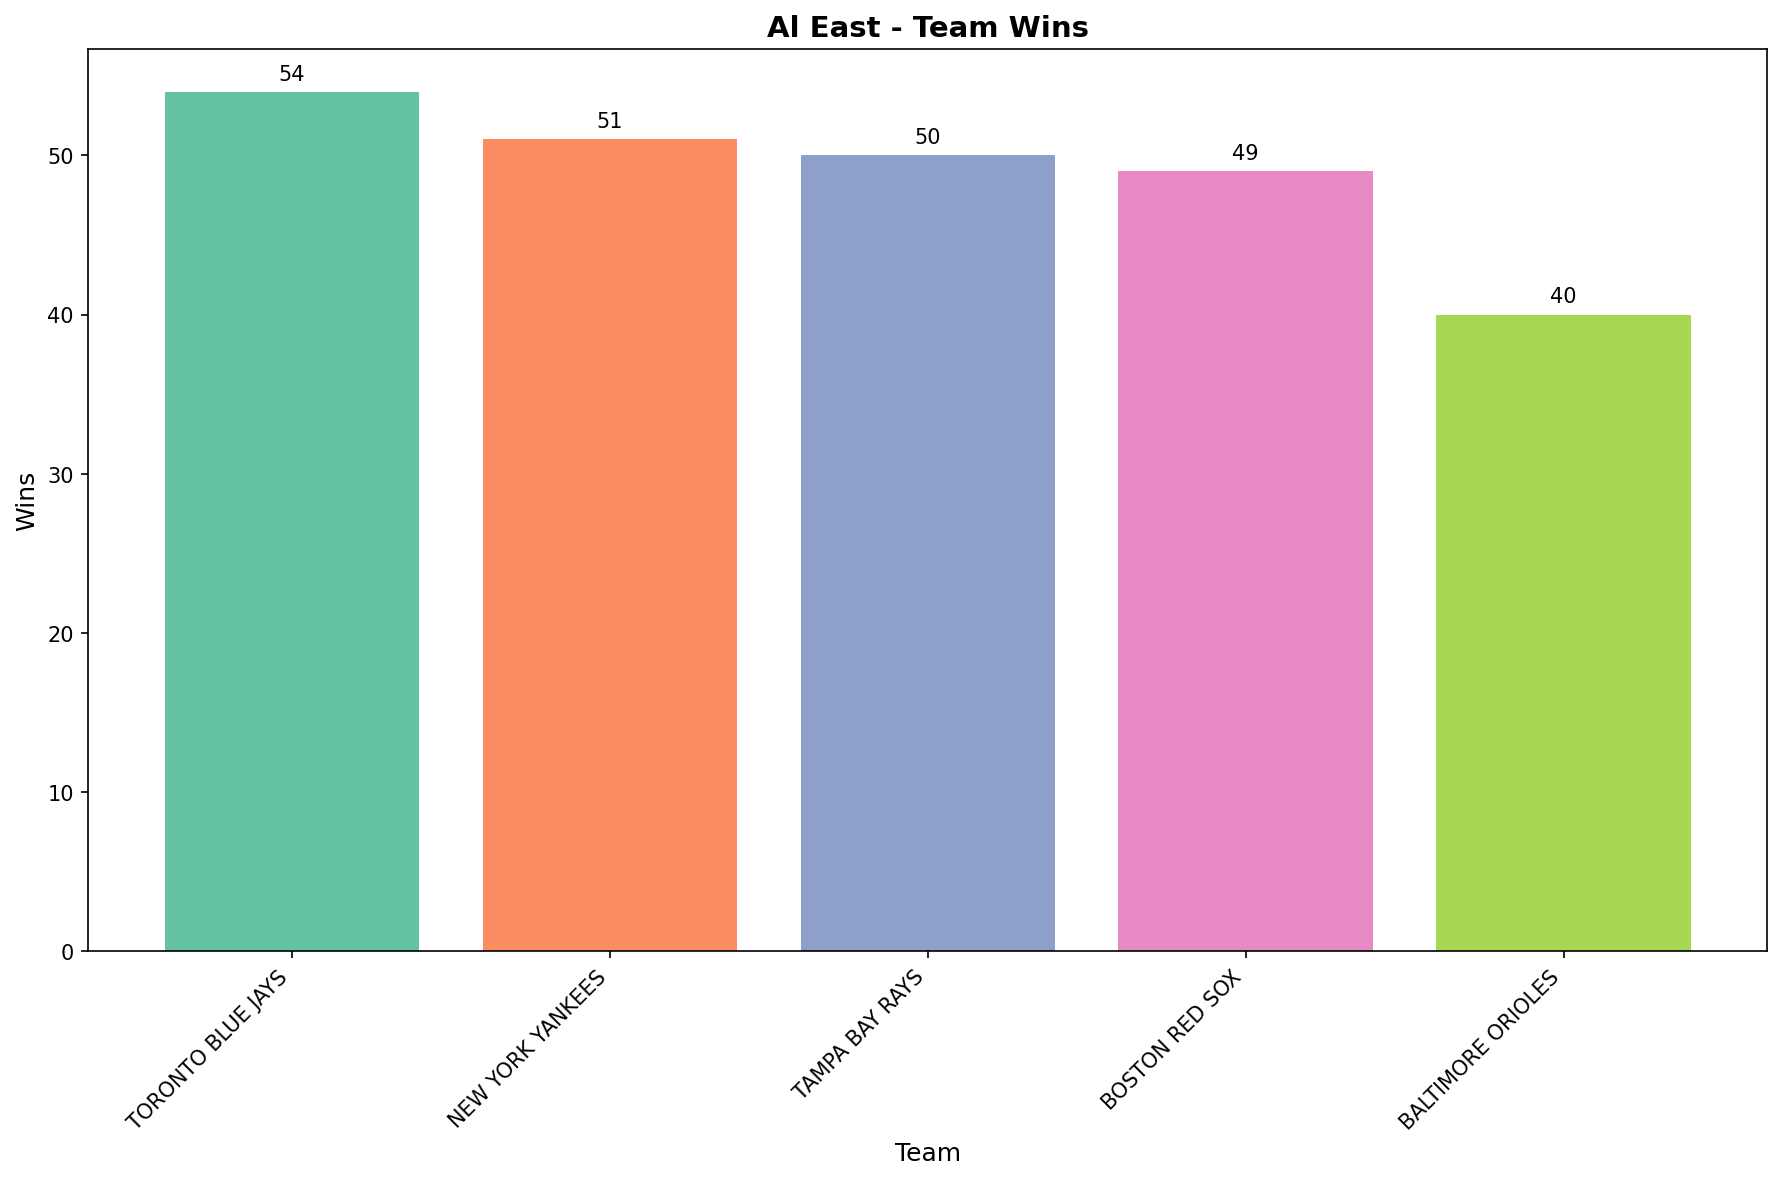 Al East - Team Wins
54
51
50
49
40
Wins
50
40
30
20
10
0
TORONTO BLUE JAYS
NEW YORK YANKEES
TAMPA BAY RAYS
BOSTON RED SOX
BALTIMORE ORIOLES
Team